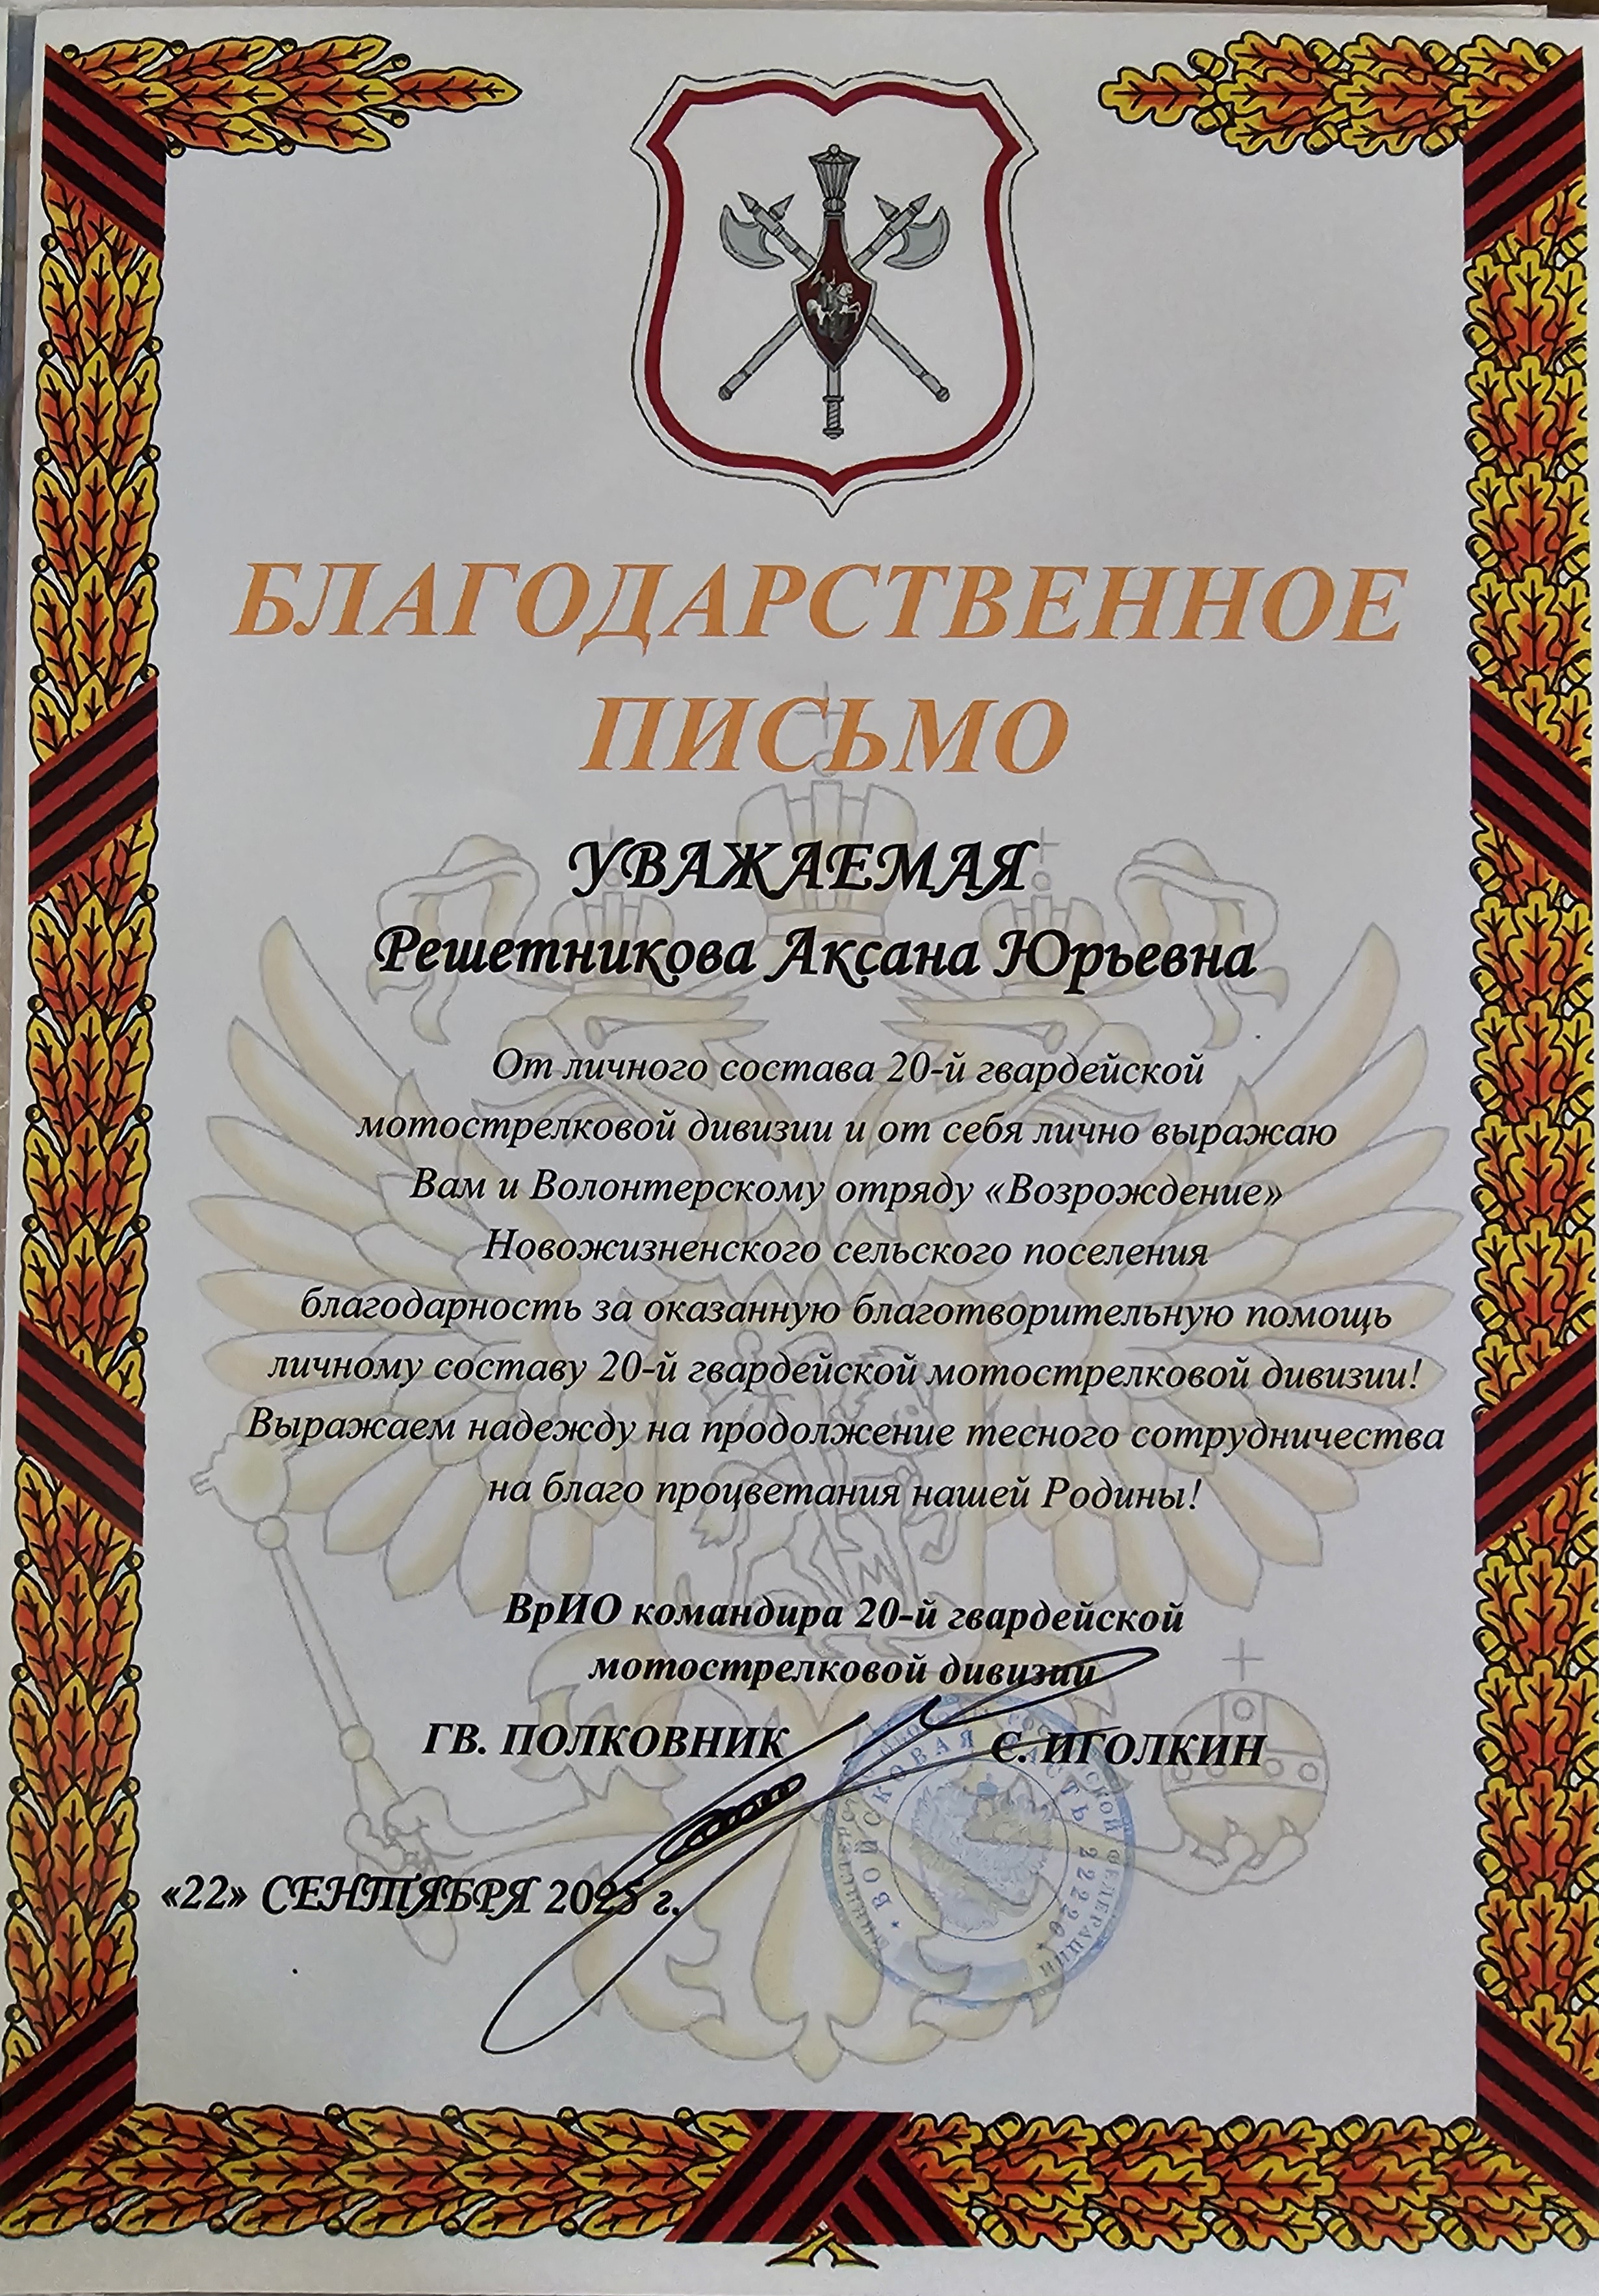 БЛАГОДАРСТВЕННОЕ
ПИСЬМО
УВАЖАЕМАЯ
Решетникова Аксана Юрьевна
От личного состава 20-й гвардейской
мотострелковой дивизии и от себя лично выражаю
Вам и Волонтерскому отряду «Возрождение»
Новожизненского сельского поселения
благодарность за оказанную благотворительную помощь
личному составу 20-й гвардейской мотострелковой дивизии!
Выражаем надежду на продолжение тесного сотрудничества
на благо процветания нашей Родины!
ВрИО командира 20-й гвардейской
мотострелковой дивизии
ГВ. ПОЛКОВНИК С. ИГОЛКИН
ВОЙСКОВАЯ ЧАСТЬ 22220
«22» СЕНТЯБРЯ 2025 г.